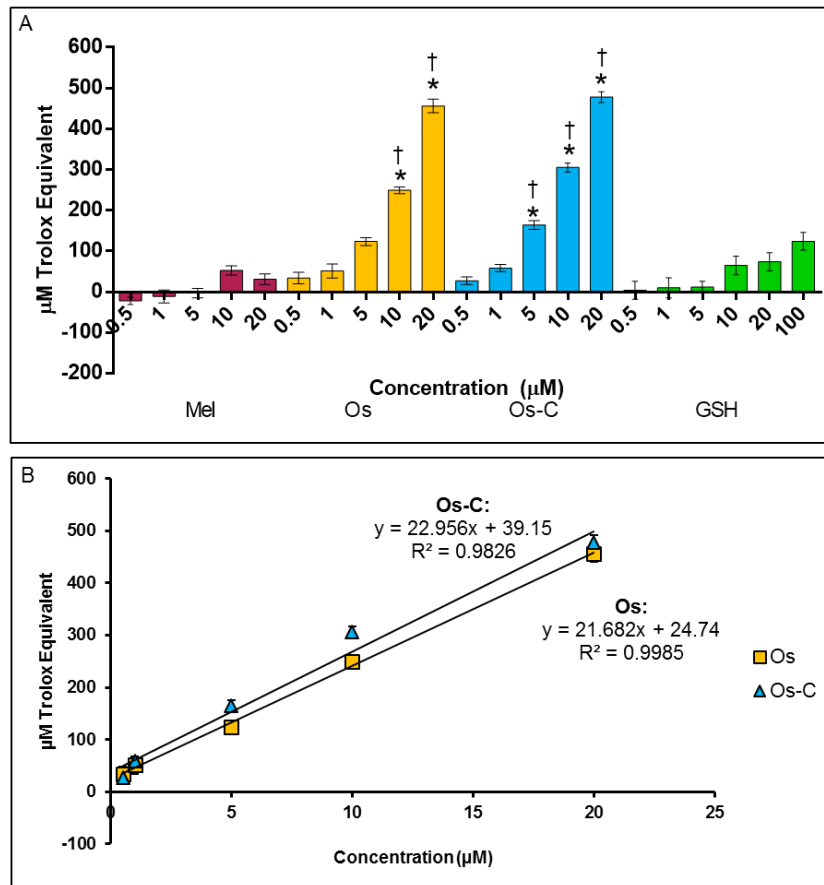 A
µM Trolox Equivalent
600
500
400
300
200
100
0
-100
-200
†
*
†
*
†
*
†
*
†
*
0.5 1 5 10 20 0.5 1 5 10 20 0.5 1 5 10 20 0.5 1 5 10 20 100
Concentration (µM)
Mel Os Os-C GSH
B
µM Trolox Equivalent
600
500
400
300
200
100
0
-100
Os-C:
y = 22.956x + 39.15
R² = 0.9826
Os:
y = 21.682x + 24.74
R² = 0.9985
Os
Os-C
0 5 10 15 20 25
Concentration (µM)